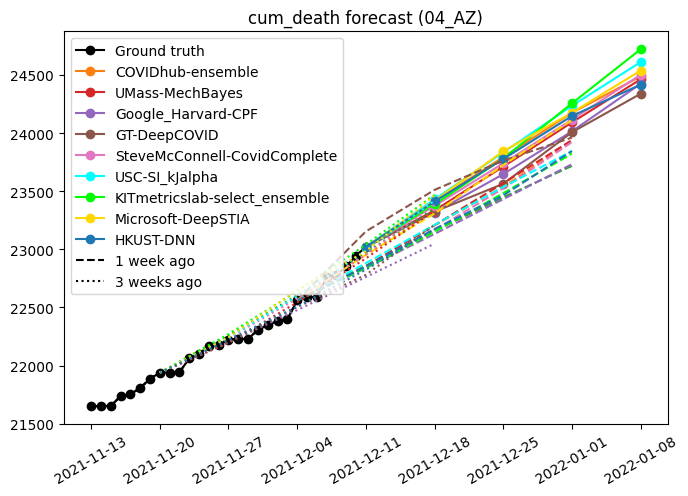 cum_death forecast (04_AZ)
Ground truth
COVIDhub-ensemble
UMass-MechBayes
Google_Harvard-CPF
GT-DeepCOVID
SteveMcConnell-CovidComplete
USC-SI_kJalpha
KITmetricslab-select_ensemble
Microsoft-DeepSTIA
HKUST-DNN
1 week ago
3 weeks ago
24500
24000
23500
23000
22500
22000
21500
2021-11-13
2021-11-20
2021-11-27
2021-12-04
2021-12-11
2021-12-18
2021-12-25
2022-01-01
2022-01-08